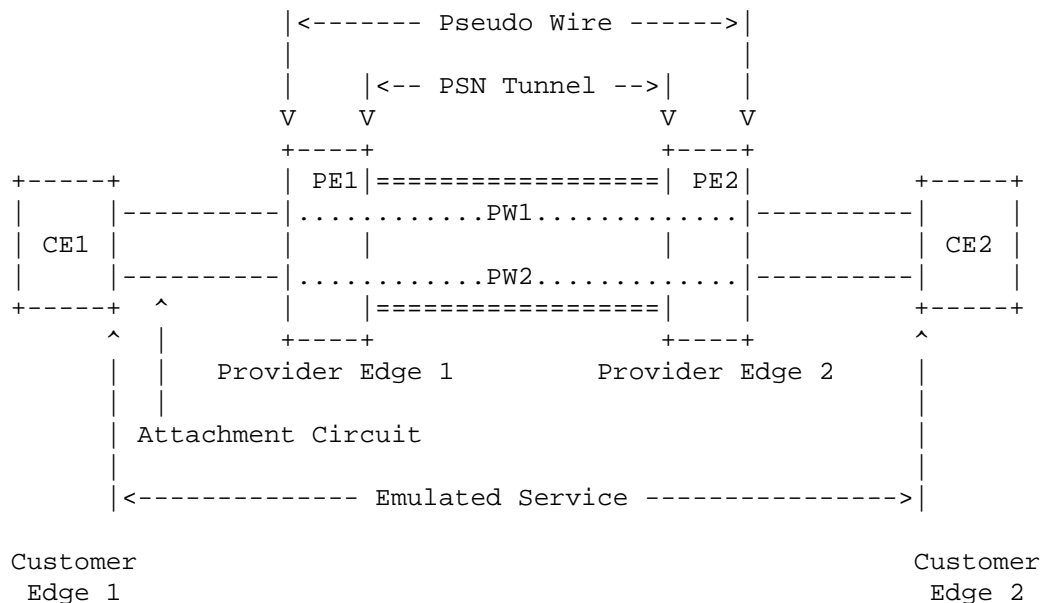 |<------- Pseudo Wire ------>|
|                            |
|    |<-- PSN Tunnel -->|    |
V    V                  V    V
+----+                  +----+
+-----+          | PE1|==================| PE2|          +-----+
|     |----------|............PW1.............|----------|     |
| CE1 |          |    |                  |    |          | CE2 |
|     |----------|............PW2.............|----------|     |
+-----+  ^       |    |==================|    |          +-----+
^  |       +----+                  +----+          ^
|  |   Provider Edge 1         Provider Edge 2     |
|  |                                               |
| Attachment Circuit                               |
|                                                  |
|<-------------- Emulated Service ---------------->|
Customer                                                 Customer
Edge 1                                                   Edge 2